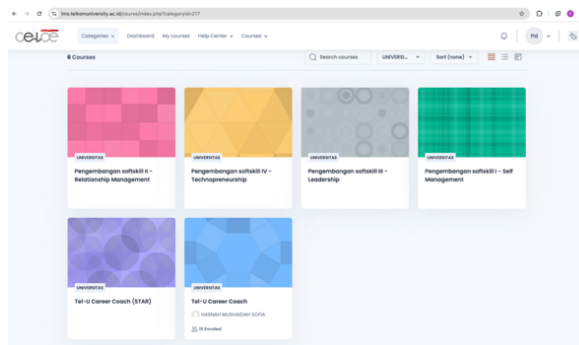 lms.telkomuniversity.ac.id/course/index.php?categoryid=217
celoe
Categories Dashboard My courses Help Center Courses
Pd
6 Courses
Search courses
UNIVERSI...
Sort (none)
UNIVERSITAS
Pengembangan softskill II -
Relationship Management
UNIVERSITAS
Pengembangan softskill IV -
Technopreneurship
UNIVERSITAS
Pengembangan softskill III -
Leadership
UNIVERSITAS
Pengembangan softskill I - Self
Management
UNIVERSITAS
Tel-U Career Coach (STAR)
UNIVERSITAS
Tel-U Career Coach
HASNAH MUSHAIDAH SOFIA
Enrolled